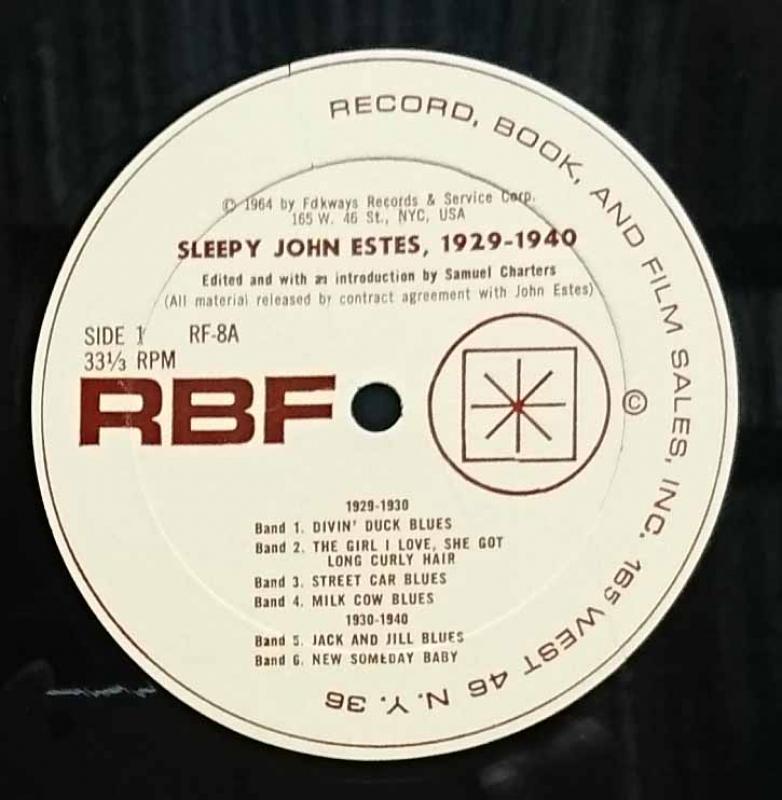 RECORD, BOOK, AND FILM SALES, INC. 165 WEST 46 N.Y. 36
© 1964 by Folkways Records & Service Corp.
165 W. 46 St., NYC, USA
SLEEPY JOHN ESTES, 1929-1940
Edited and with an introduction by Samuel Charters
(All material released by contract agreement with John Estes)
SIDE 1 RF-8A
33⅓ RPM
RBF
©
1929-1930
Band 1. DIVIN' DUCK BLUES
Band 2. THE GIRL I LOVE, SHE GOT
LONG CURLY HAIR
Band 3. STREET CAR BLUES
Band 4. MILK COW BLUES
1930-1940
Band 5. JACK AND JILL BLUES
Band 6. NEW SOMEDAY BABY